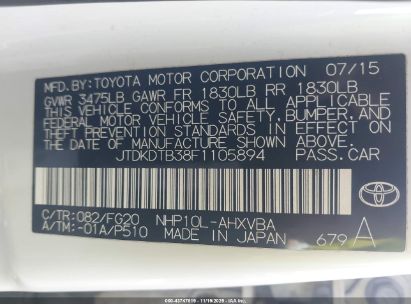 MFD.BY:TOYOTA MOTOR CORPORATION 07/15
GVWR 3475LB GAWR FR 1830LB RR 1830LB
THIS VEHICLE CONFORMS TO ALL APPLICABLE
FEDERAL MOTOR VEHICLE SAFETY, BUMPER, AND
THEFT PREVENTION STANDARDS IN EFFECT ON
THE DATE OF MANUFACTURE SHOWN ABOVE.
JTDKDTB38F1105894 PASS.CAR
C/TR:082/FG20 NHP10L-AHXVBA
A/TM:-01A/P510 MADE IN JAPAN 679 A
TOYOTA